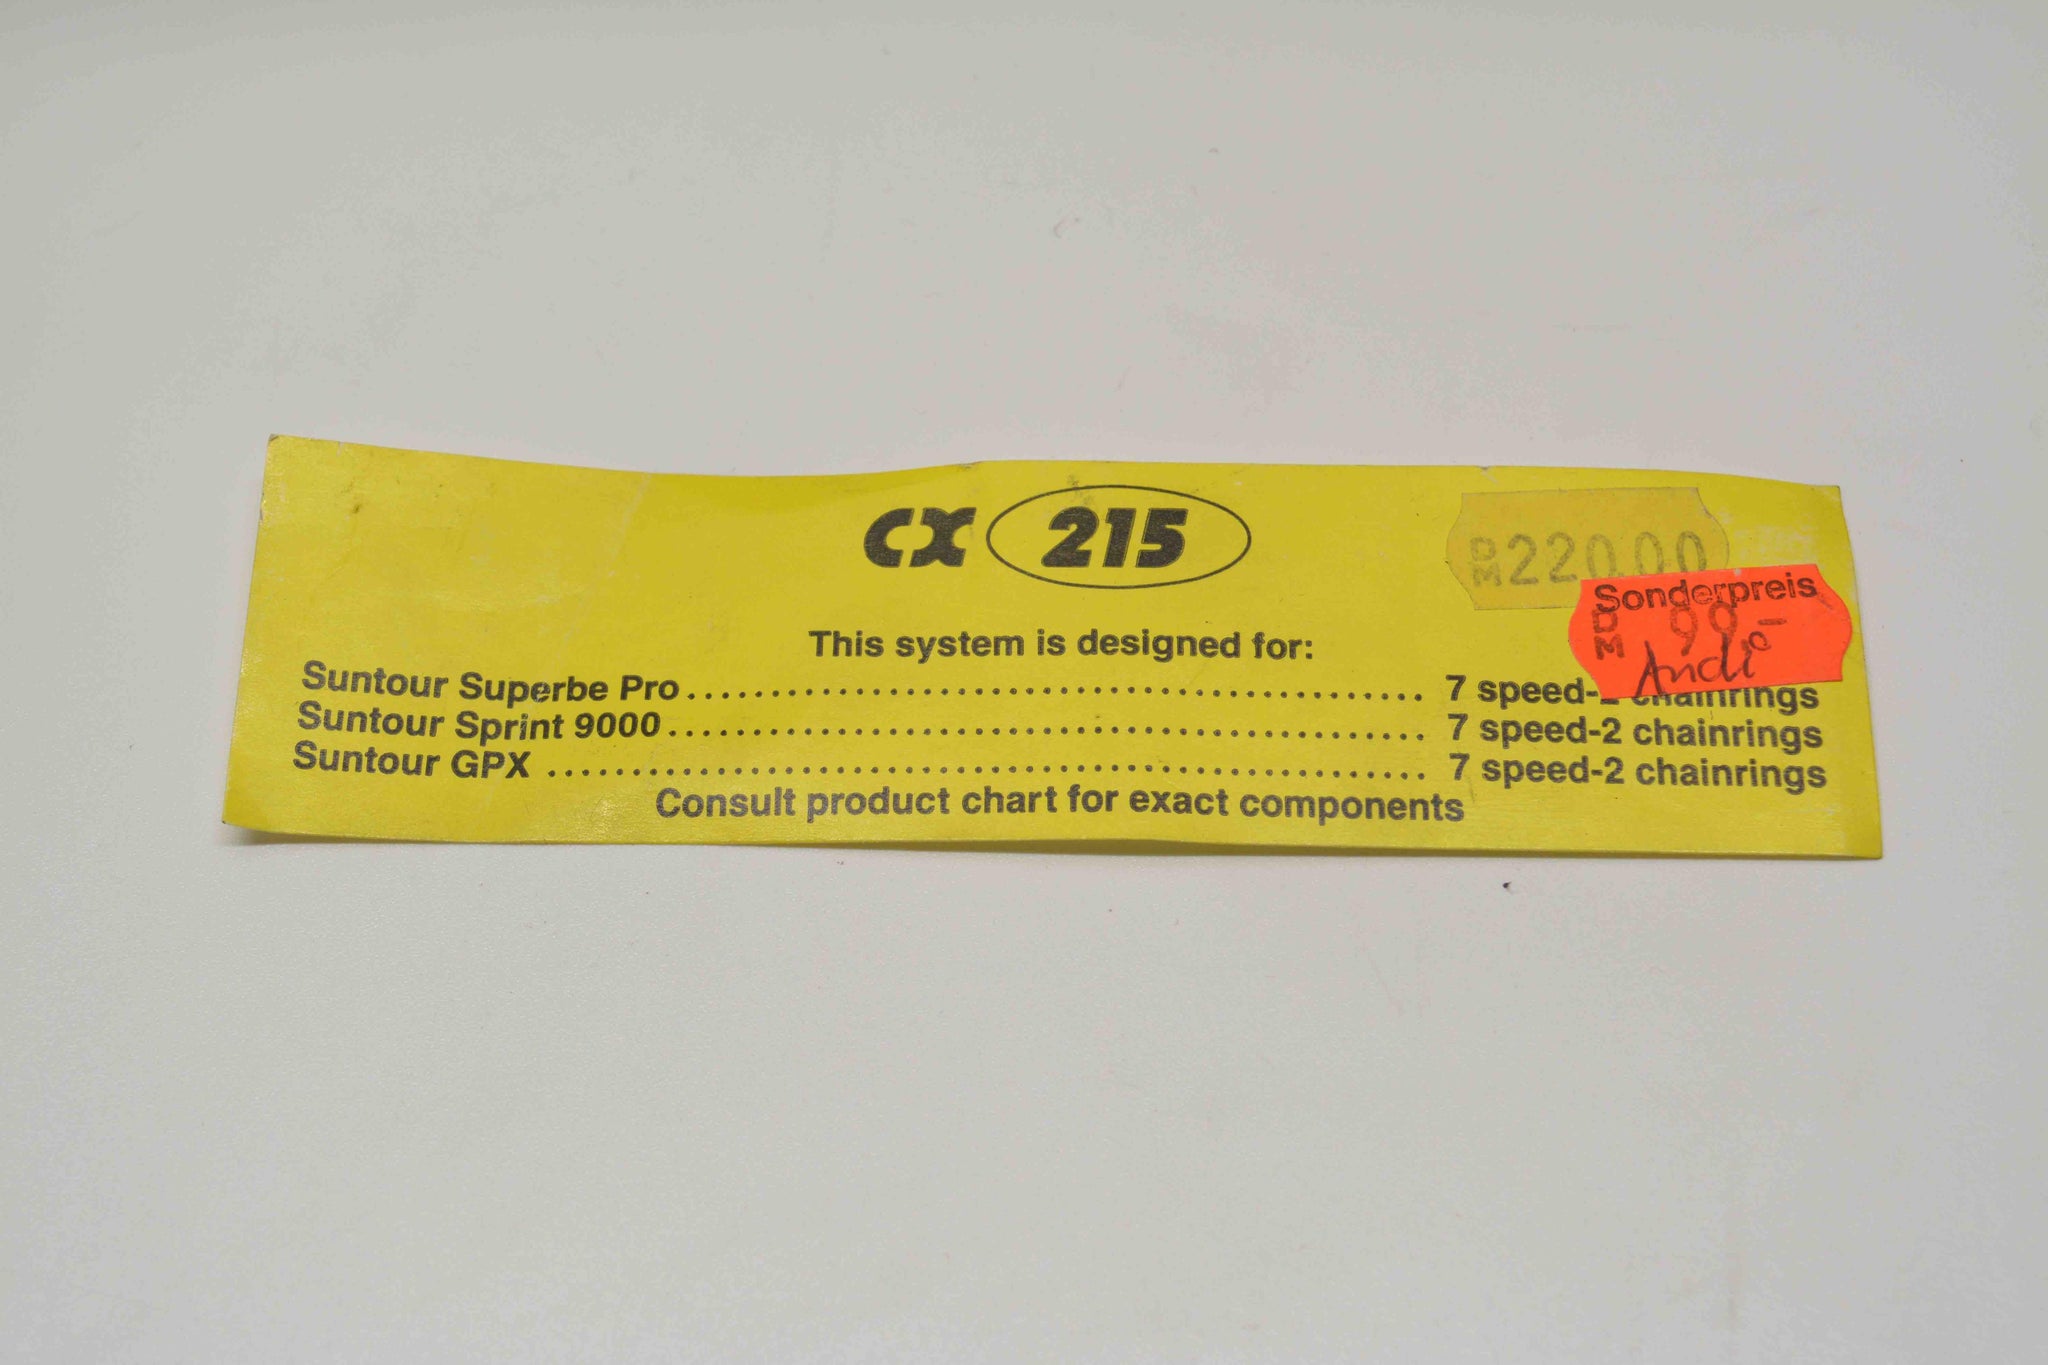 CX 215
DM 220.00
Sonderpreis
DM 99.-
Andi
This system is designed for:
Suntour Superbe Pro ..................................................... 7 speed-2 chainrings
Suntour Sprint 9000 ...................................................... 7 speed-2 chainrings
Suntour GPX ................................................................ 7 speed-2 chainrings
Consult product chart for exact components